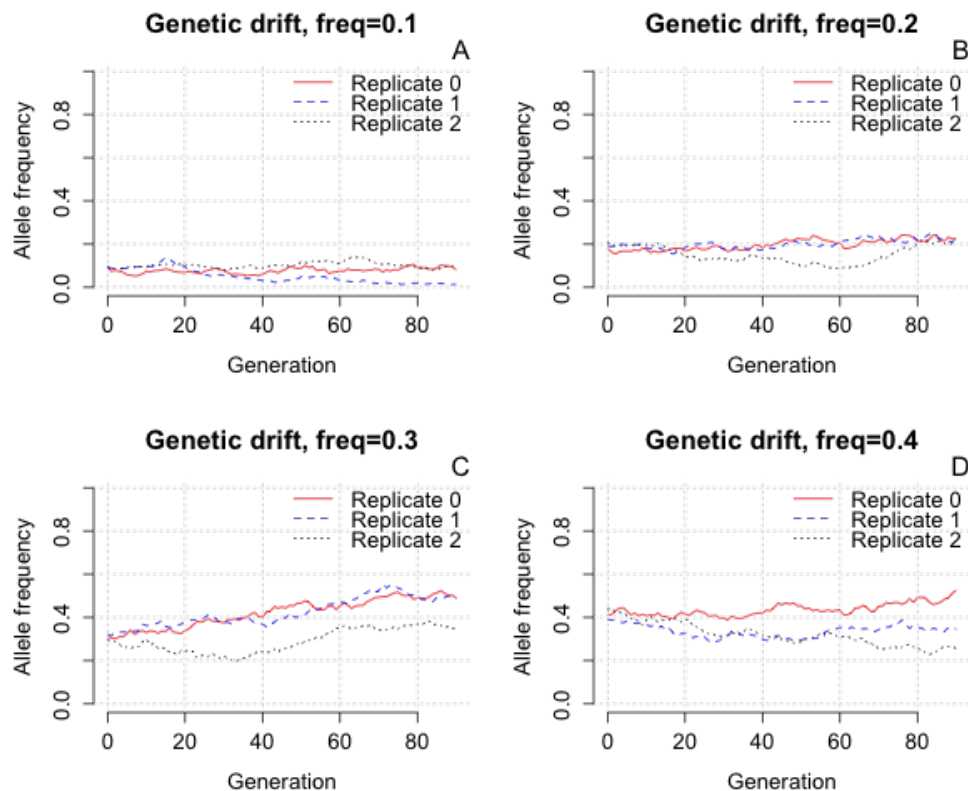 Genetic drift, freq=0.1
A
Replicate 0
Replicate 1
Replicate 2
Allele frequency
0.0 0.4 0.8
0 20 40 60 80
Generation
Genetic drift, freq=0.2
B
Replicate 0
Replicate 1
Replicate 2
Allele frequency
0.0 0.4 0.8
0 20 40 60 80
Generation
Genetic drift, freq=0.3
C
Replicate 0
Replicate 1
Replicate 2
Allele frequency
0.0 0.4 0.8
0 20 40 60 80
Generation
Genetic drift, freq=0.4
D
Replicate 0
Replicate 1
Replicate 2
Allele frequency
0.0 0.4 0.8
0 20 40 60 80
Generation